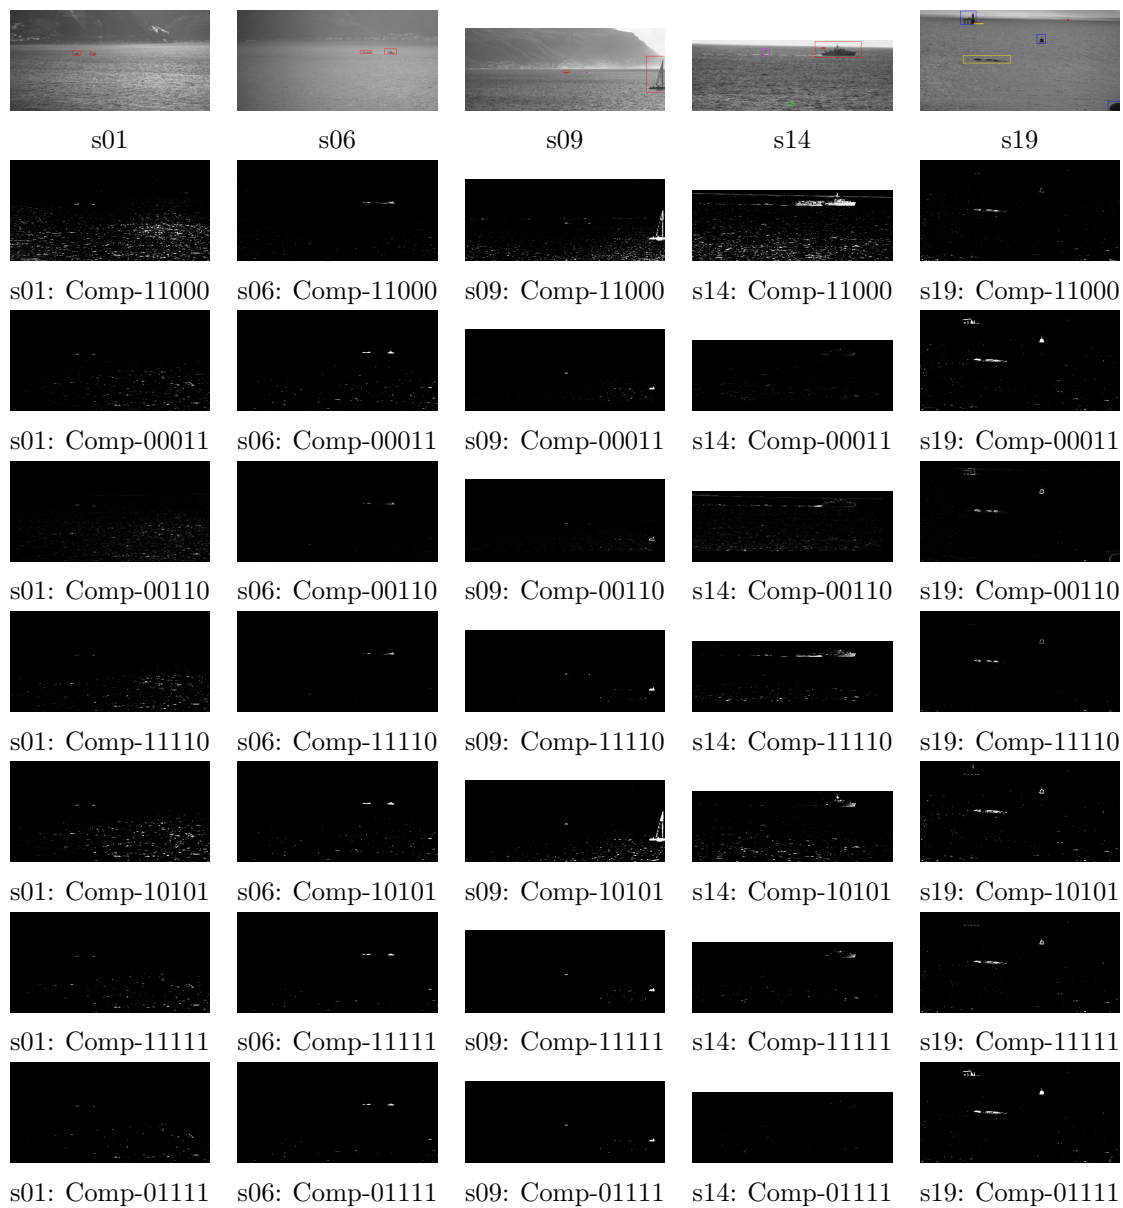 s01 s06 s09 s14 s19
s01: Comp-11000 s06: Comp-11000 s09: Comp-11000 s14: Comp-11000 s19: Comp-11000
s01: Comp-00011 s06: Comp-00011 s09: Comp-00011 s14: Comp-00011 s19: Comp-00011
s01: Comp-00110 s06: Comp-00110 s09: Comp-00110 s14: Comp-00110 s19: Comp-00110
s01: Comp-11110 s06: Comp-11110 s09: Comp-11110 s14: Comp-11110 s19: Comp-11110
s01: Comp-10101 s06: Comp-10101 s09: Comp-10101 s14: Comp-10101 s19: Comp-10101
s01: Comp-11111 s06: Comp-11111 s09: Comp-11111 s14: Comp-11111 s19: Comp-11111
s01: Comp-01111 s06: Comp-01111 s09: Comp-01111 s14: Comp-01111 s19: Comp-01111